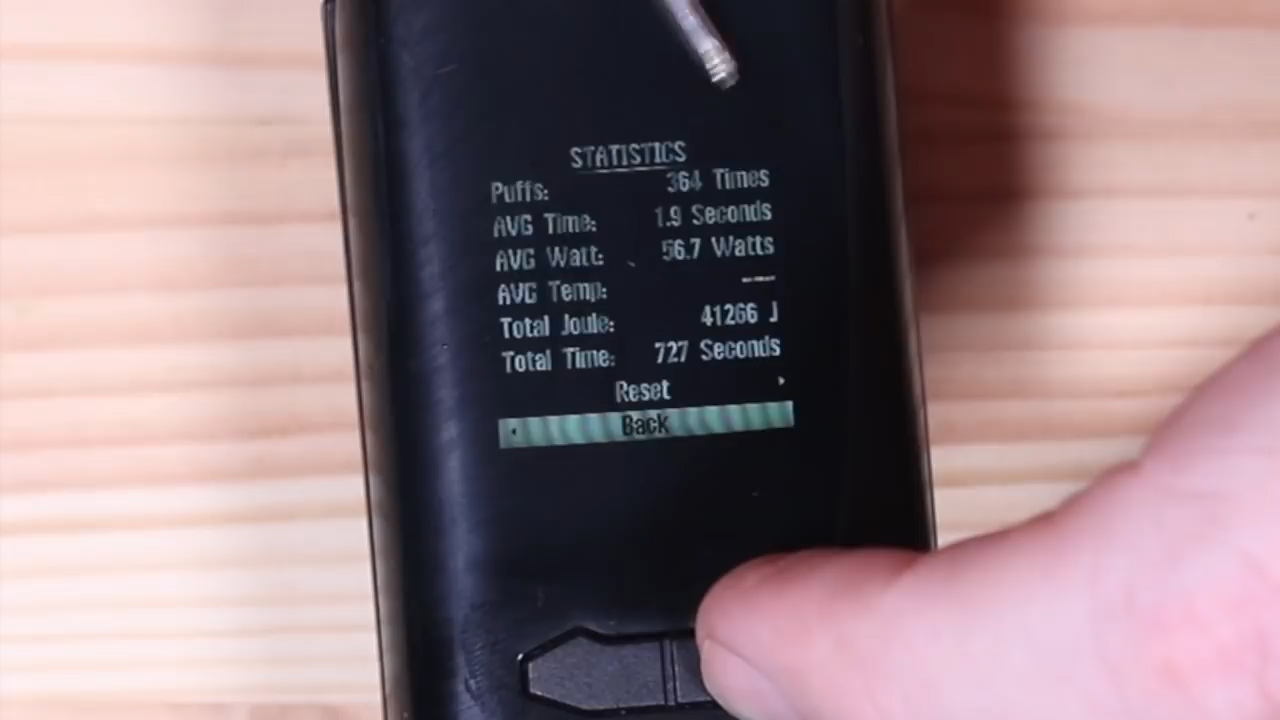 STATISTICS
Puffs: 364 Times
AVG Time: 1.9 Seconds
AVG Watt: 56.7 Watts
AVG Temp: ---
Total Joule: 41266 J
Total Time: 727 Seconds
Reset
Back